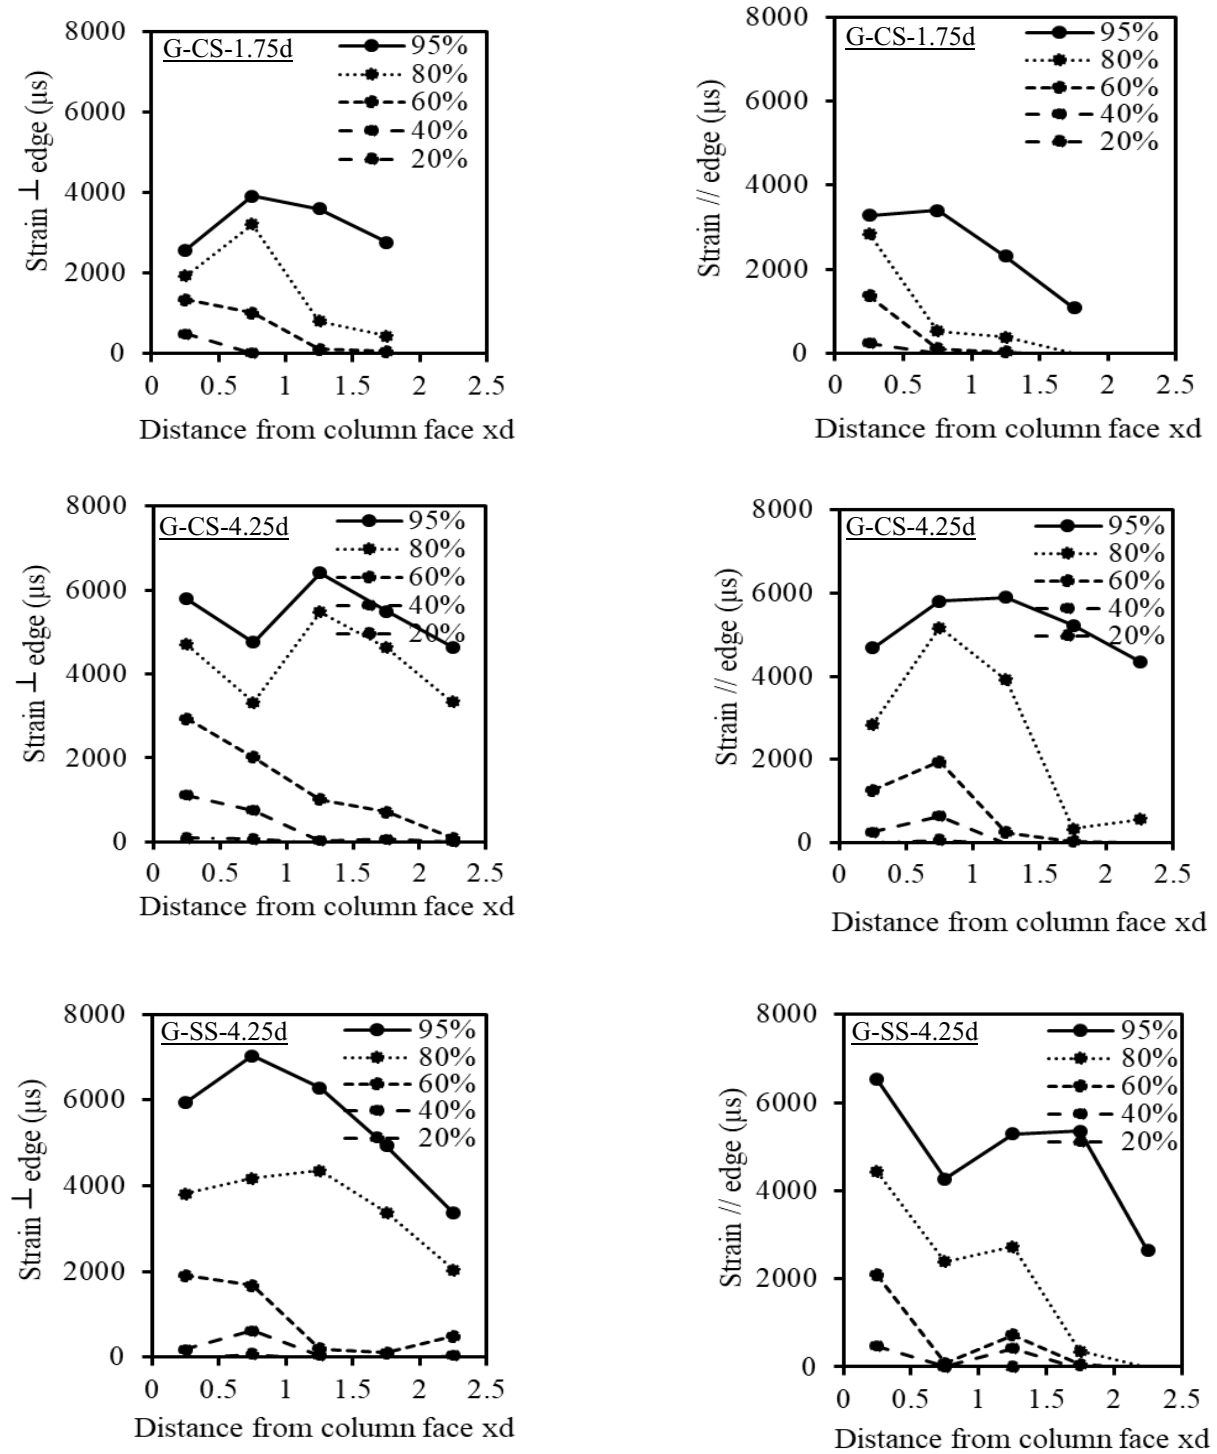 G-CS-1.75d
95%
80%
60%
40%
20%
8000
6000
4000
2000
0
Strain ⊥ edge (µs)
0 0.5 1 1.5 2 2.5
Distance from column face xd
G-CS-1.75d
95%
80%
60%
40%
20%
8000
6000
4000
2000
0
Strain // edge (µs)
0 0.5 1 1.5 2 2.5
Distance from column face xd
G-CS-4.25d
95%
80%
60%
40%
20%
8000
6000
4000
2000
0
Strain ⊥ edge (µs)
0 0.5 1 1.5 2 2.5
Distance from column face xd
G-CS-4.25d
95%
80%
60%
40%
20%
8000
6000
4000
2000
0
Strain // edge (µs)
0 0.5 1 1.5 2 2.5
Distance from column face xd
G-SS-4.25d
95%
80%
60%
40%
20%
8000
6000
4000
2000
0
Strain ⊥ edge (µs)
0 0.5 1 1.5 2 2.5
Distance from column face xd
G-SS-4.25d
95%
80%
60%
40%
20%
8000
6000
4000
2000
0
Strain // edge (µs)
0 0.5 1 1.5 2 2.5
Distance from column face xd